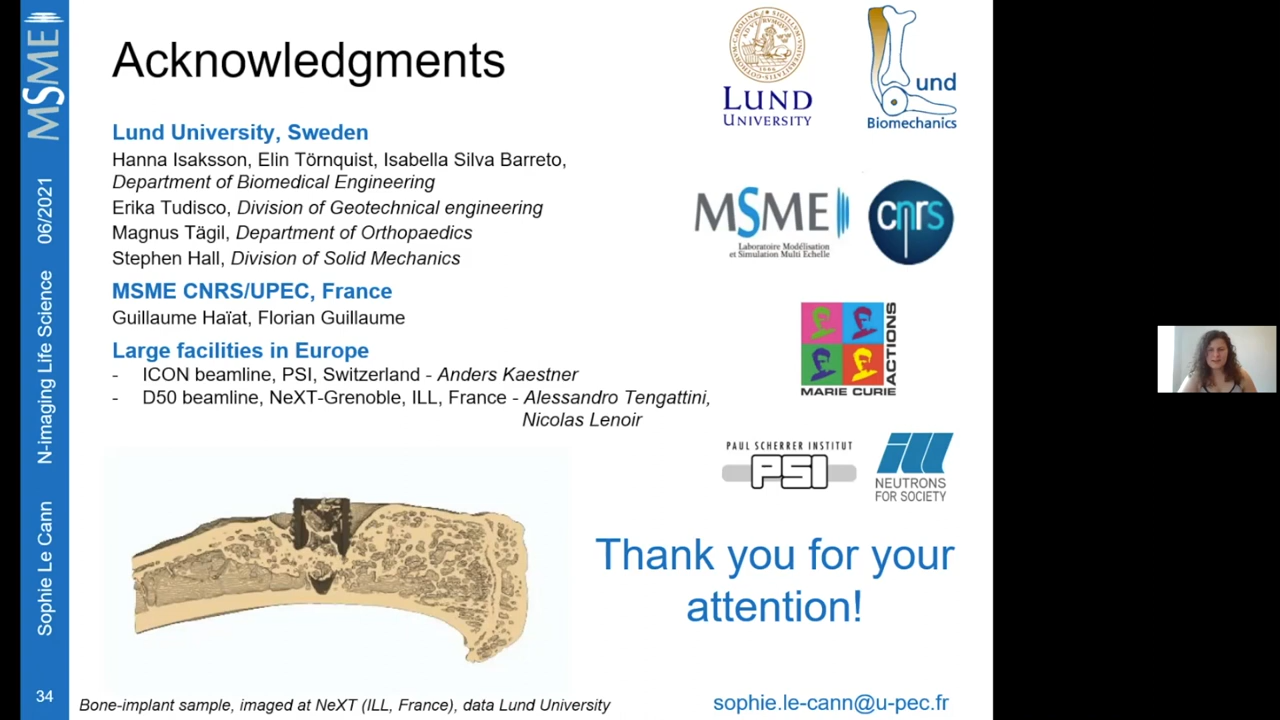 Acknowledgments
Lund University, Sweden
Hanna Isaksson, Elin Törnquist, Isabella Silva Barreto,
Department of Biomedical Engineering
Erika Tudisco, Division of Geotechnical engineering
Magnus Tägil, Department of Orthopaedics
Stephen Hall, Division of Solid Mechanics
MSME CNRS/UPEC, France
Guillaume Haïat, Florian Guillaume
Large facilities in Europe
- ICON beamline, PSI, Switzerland - Anders Kaestner
- D50 beamline, NeXT-Grenoble, ILL, France - Alessandro Tengattini,
Nicolas Lenoir
Bone-implant sample, imaged at NeXT (ILL, France), data Lund University
LUND
UNIVERSITY
Lund
Biomechanics
MSME
Laboratoire Modélisation
et Simulation Multi Echelle
cnrs
MARIE CURIE
ACTIONS
PAUL SCHERRER INSTITUT
PSI
ill
NEUTRONS
FOR SOCIETY
Thank you for your
attention!
sophie.le-cann@u-pec.fr
MSME
Sophie Le Cann N-imaging Life Science 06/2021
34